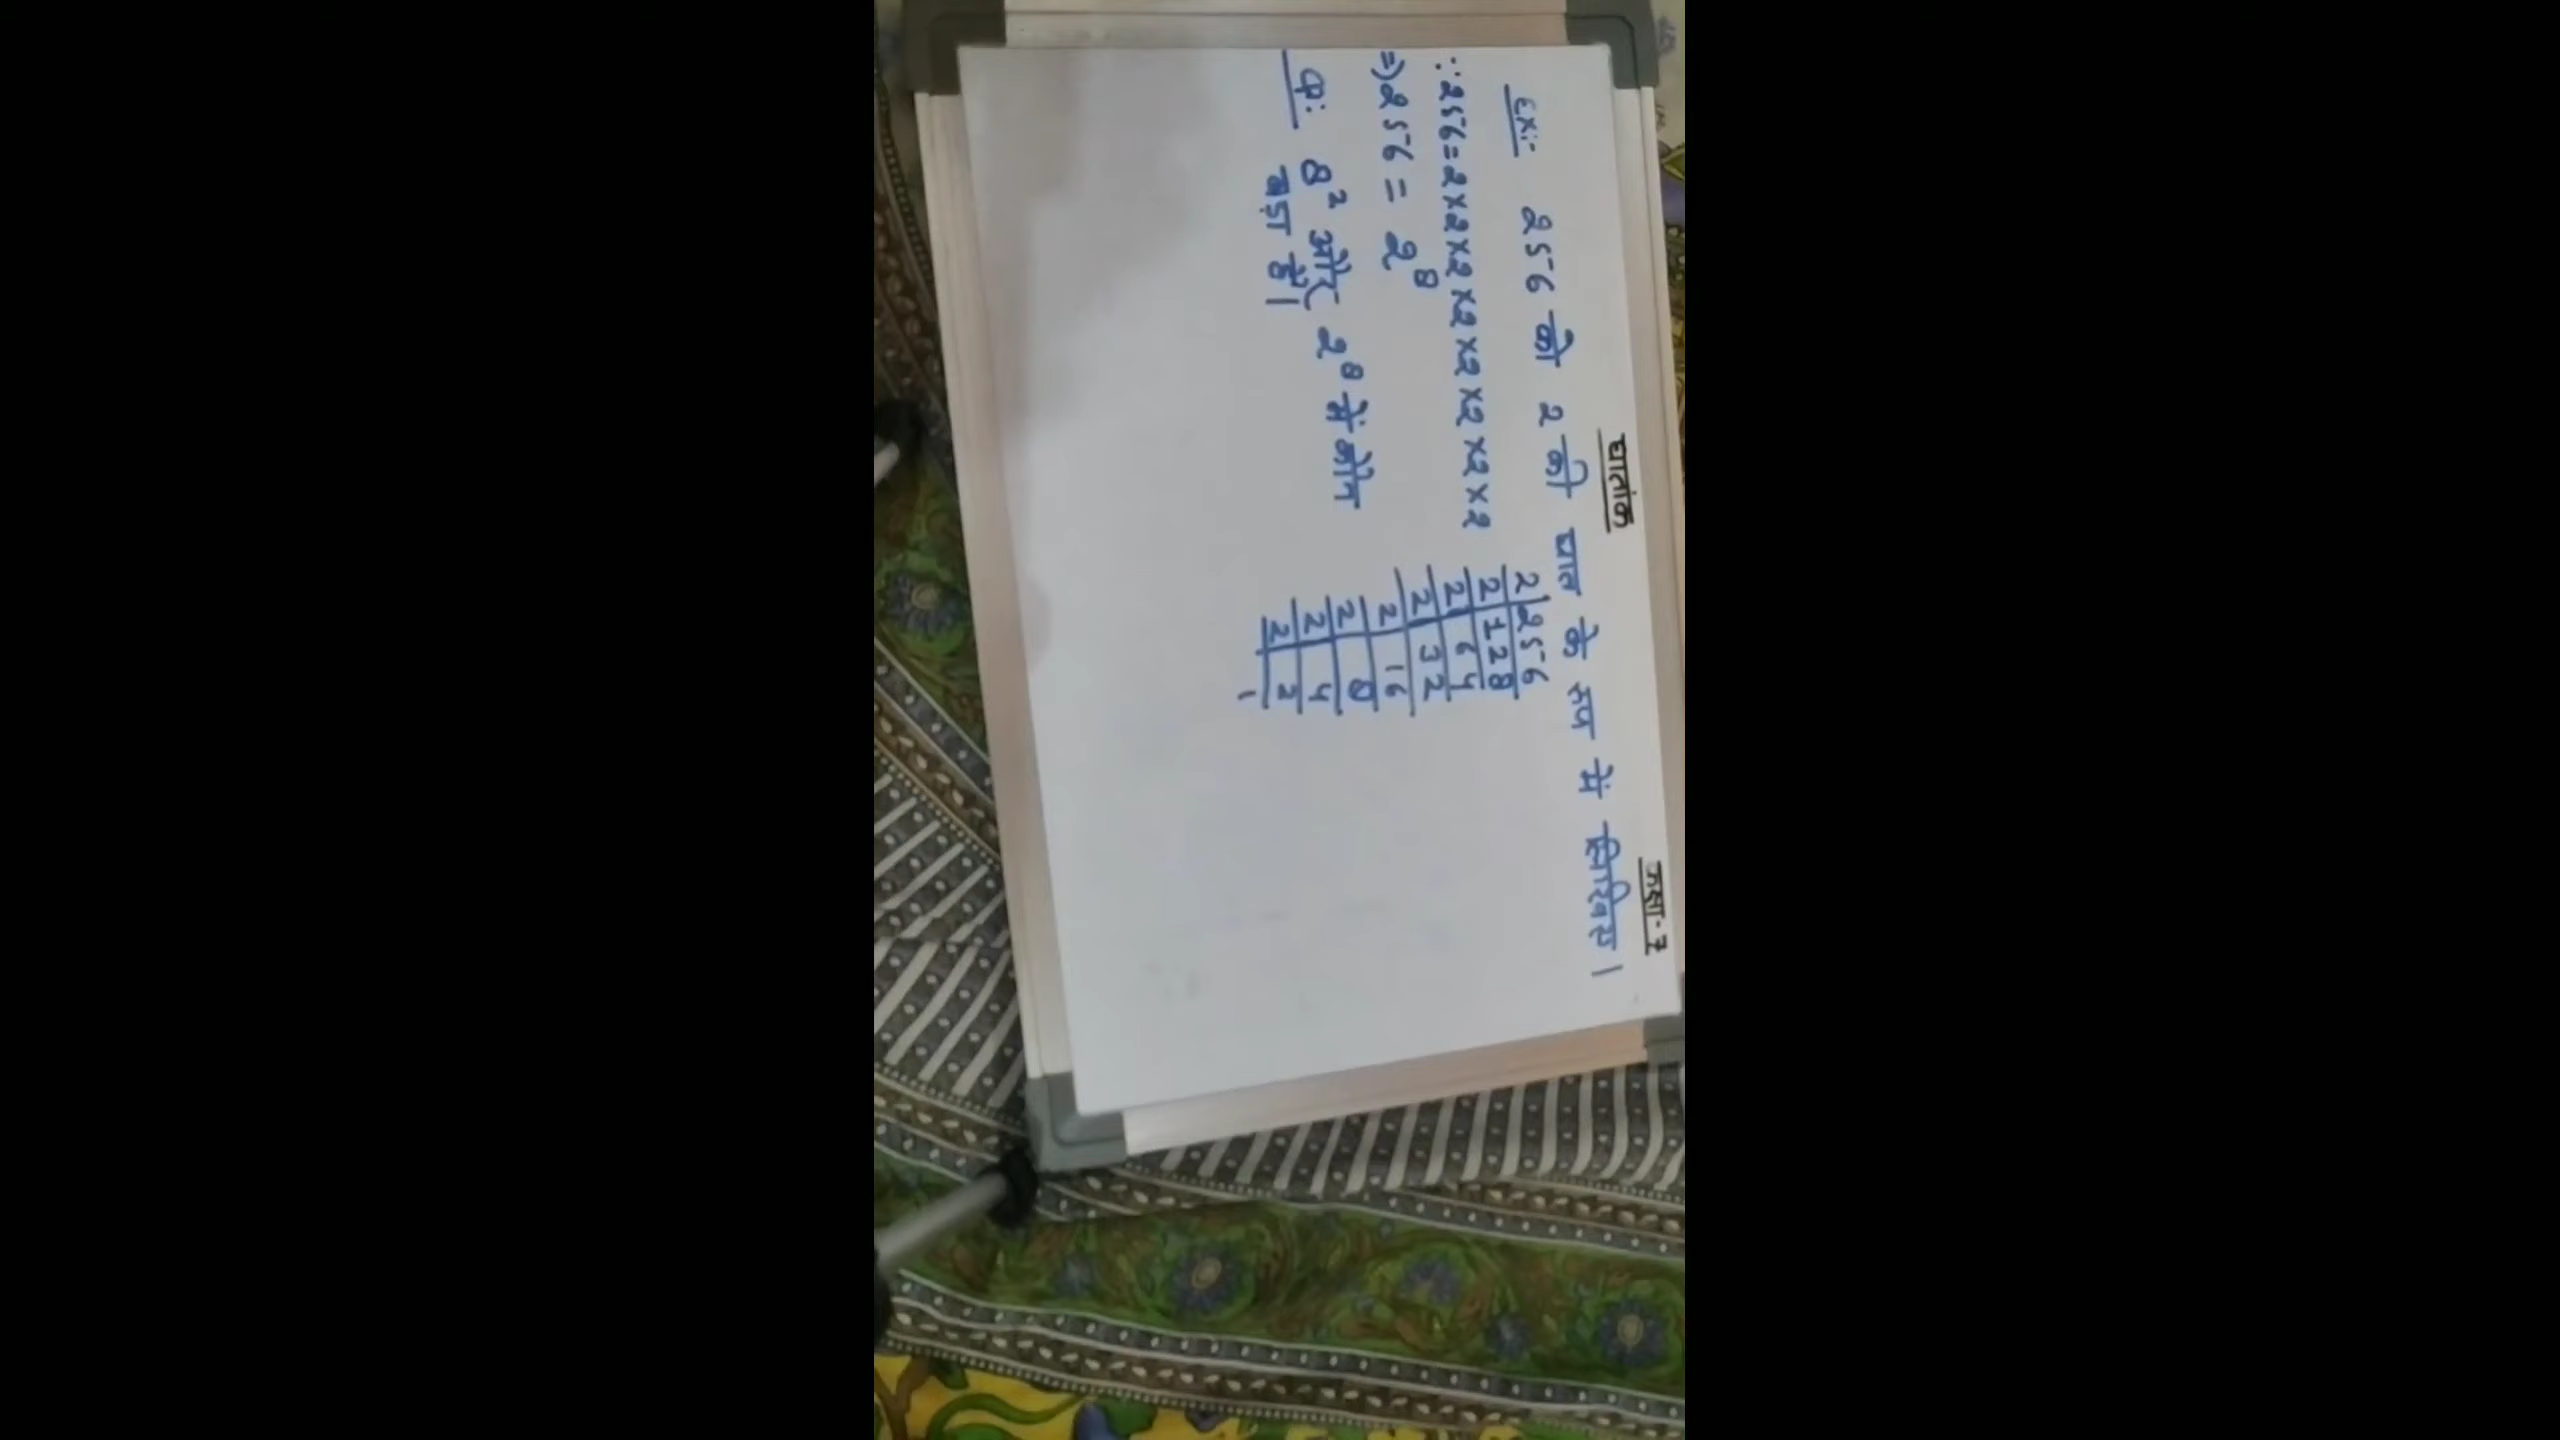 घातांक
कक्षा-7
Ex:- 256 को 2 की घात के रूप में लिखिए।
∵ 256 = 2×2×2×2×2×2×2×2
⇒ 256 = 2⁸
2|256
2|128
2|64
2|32
2|16
2|8
2|4
2|2
1
Q: 8² और 2⁸ में कौन
बड़ा है।